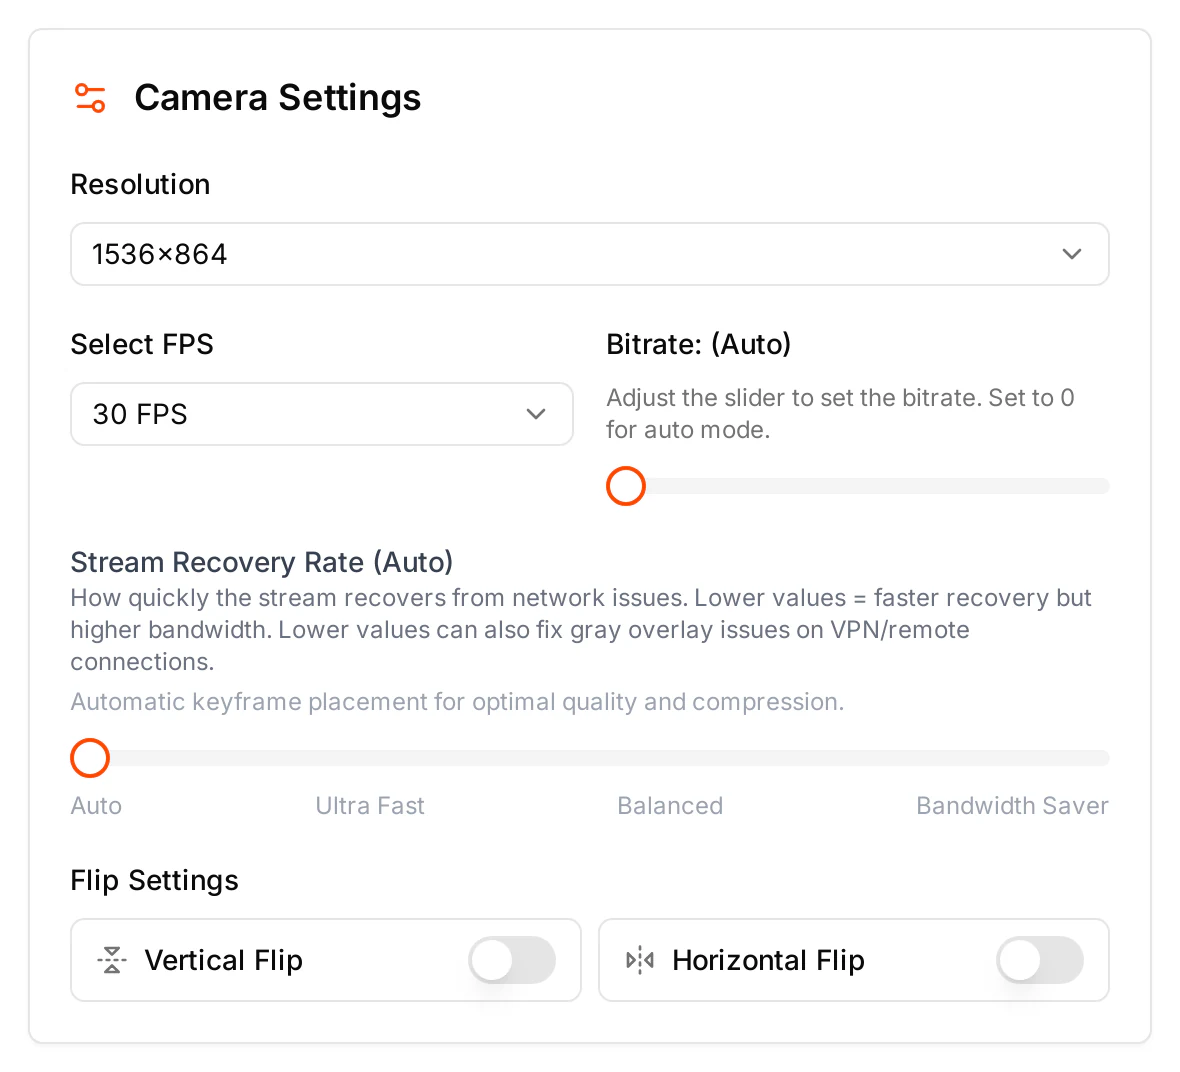 Camera Settings
Resolution
1536×864
Select FPS
30 FPS
Bitrate: (Auto)
Adjust the slider to set the bitrate. Set to 0
for auto mode.
Stream Recovery Rate (Auto)
How quickly the stream recovers from network issues. Lower values = faster recovery but
higher bandwidth. Lower values can also fix gray overlay issues on VPN/remote
connections.
Automatic keyframe placement for optimal quality and compression.
Auto Ultra Fast Balanced Bandwidth Saver
Flip Settings
Vertical Flip
Horizontal Flip